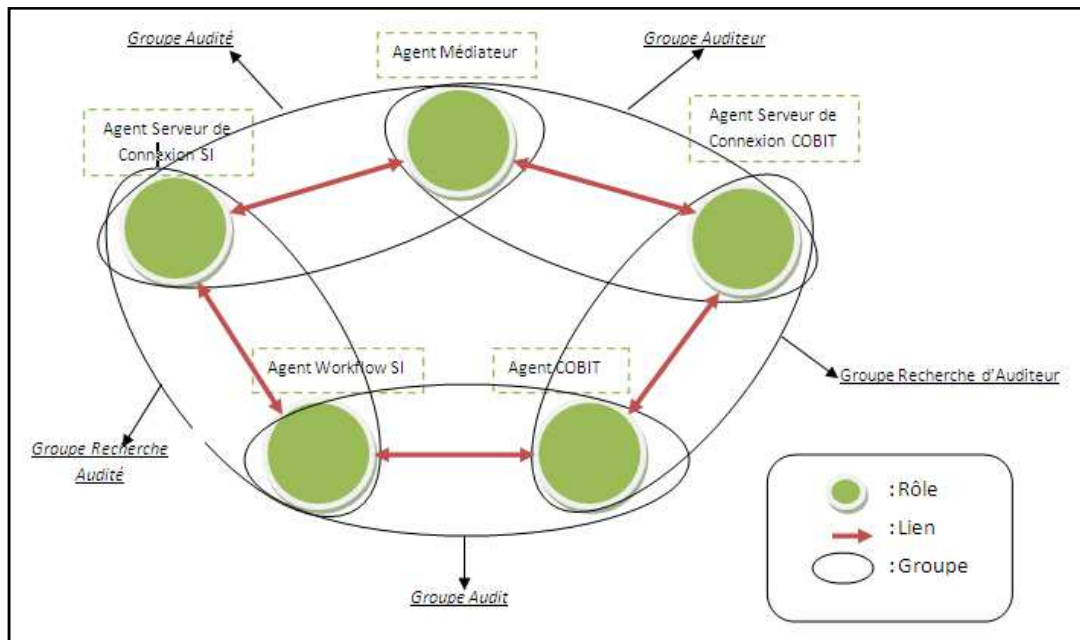 Groupe Audité
Agent Médiateur
Groupe Auditeur
Agent Serveur de
Connexion SI
Agent Serveur de
Connexion COBIT
Agent Workflow SI
Agent COBIT
Groupe Recherche d'Auditeur
Groupe Recherche
Audité
Groupe Audit
: Rôle
: Lien
: Groupe